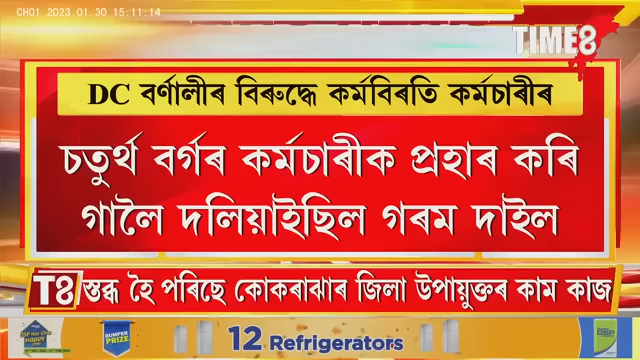 CH01 2023.01.30 15:11:14
TIME8
DC বৰ্ণালীৰ বিৰুদ্ধে কৰ্মবিৰতি কৰ্মচাৰীৰ
চতুৰ্থ বৰ্গৰ কৰ্মচাৰীক প্ৰহাৰ কৰি
গালৈ দলিয়াইছিল গৰম দাইল
T8 স্তব্ধ হৈ পৰিছে কোকৰাঝাৰ জিলা উপায়ুক্তৰ কাম কাজ
BUMPER PRIZE
12 Refrigerators